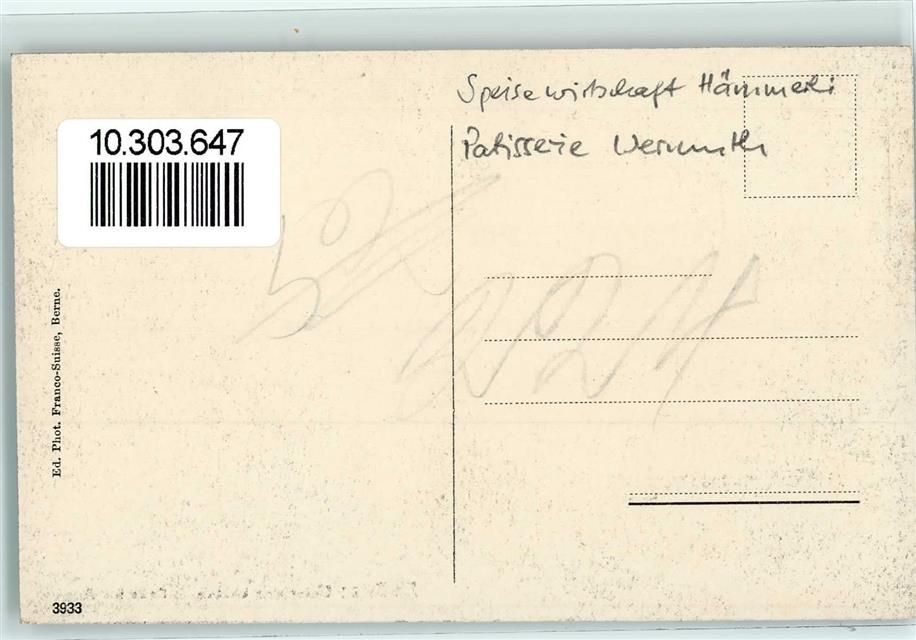 10.303.647
Speisewirtschaft Hämmerli
Patisserie Wermuth
Ed. Phot. Franco-Suisse, Berne.
3933